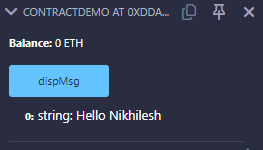 CONTRACTDEMO AT 0XDDA...
Balance: 0 ETH
dispMsg
0: string: Hello Nikhilesh